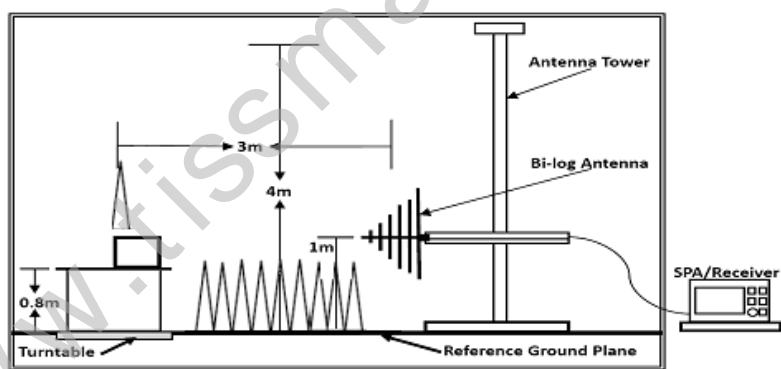 Antenna Tower
3m
Bi-log Antenna
4m
1m
SPA/Receiver
0.8m
Turntable
Reference Ground Plane